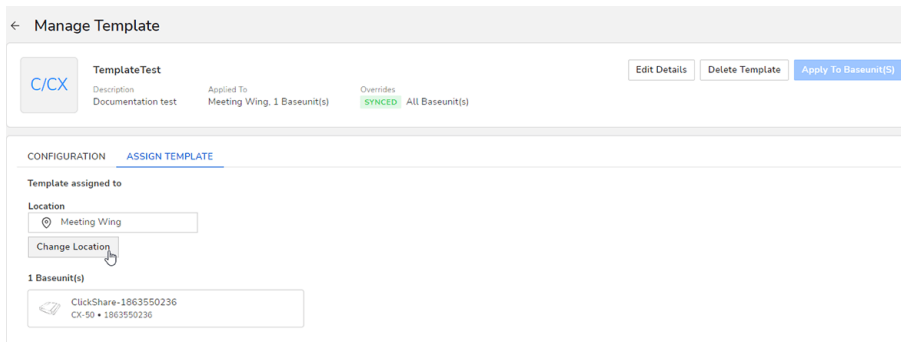 Manage Template
C/CX
TemplateTest
Description
Documentation test
Applied To
Meeting Wing, 1 Baseunit(s)
Overrides
SYNCED All Baseunit(s)
Edit Details
Delete Template
Apply To Baseunit(S)
CONFIGURATION
ASSIGN TEMPLATE
Template assigned to
Location
Meeting Wing
Change Location
1 Baseunit(s)
ClickShare-1863550236
CX-50 • 1863550236